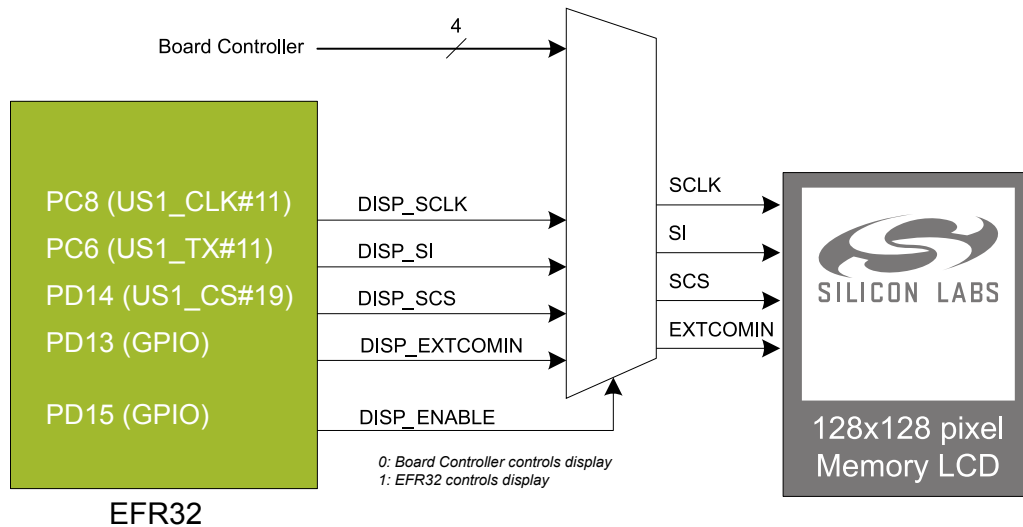 4
Board Controller
PC8 (US1_CLK#11)
PC6 (US1_TX#11)
PD14 (US1_CS#19)
PD13 (GPIO)
PD15 (GPIO)
EFR32
DISP_SCLK
DISP_SI
DISP_SCS
DISP_EXTCOMIN
DISP_ENABLE
0: Board Controller controls display
1: EFR32 controls display
SCLK
SI
SCS
EXTCOMIN
SILICON LABS
128x128 pixel
Memory LCD